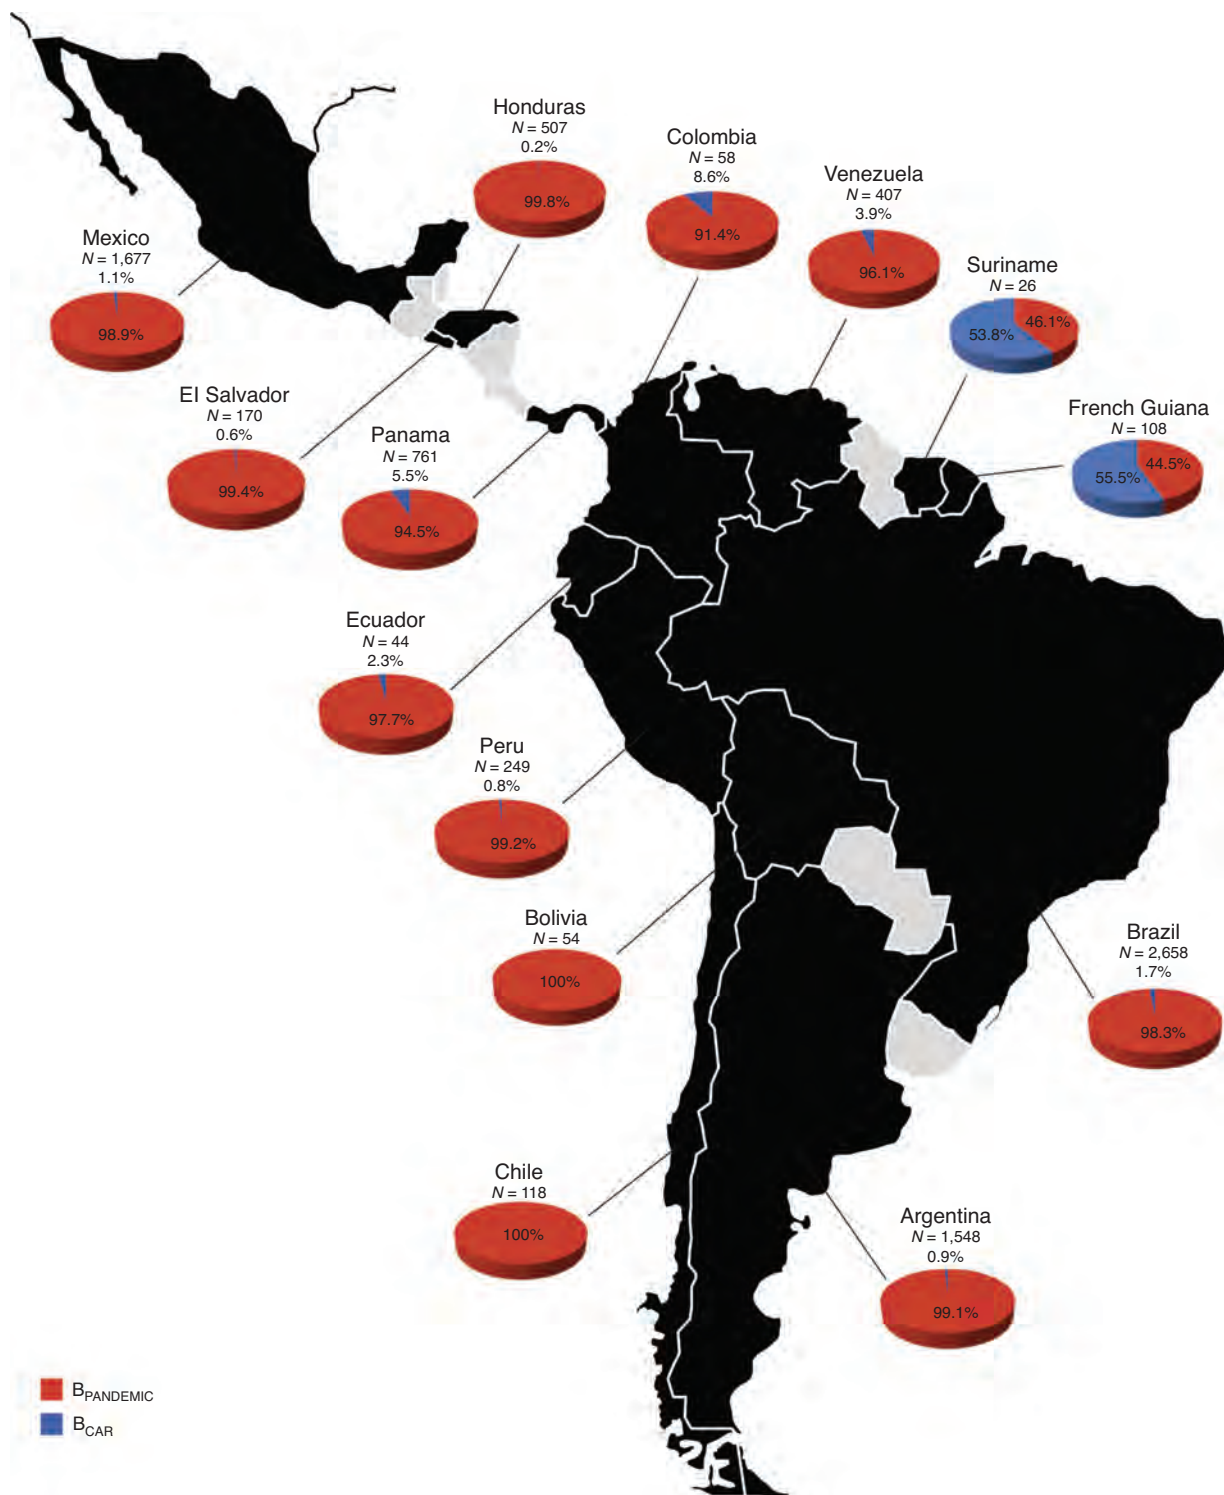 Honduras
N = 507
0.2%
99.8%
Colombia
N = 58
8.6%
91.4%
Venezuela
N = 407
3.9%
96.1%
Suriname
N = 26
53.8%
46.1%
Mexico
N = 1,677
1.1%
98.9%
El Salvador
N = 170
0.6%
99.4%
Panama
N = 761
5.5%
94.5%
French Guiana
N = 108
55.5%
44.5%
Ecuador
N = 44
2.3%
97.7%
Peru
N = 249
0.8%
99.2%
Bolivia
N = 54
100%
Brazil
N = 2,658
1.7%
98.3%
Chile
N = 118
100%
Argentina
N = 1,548
0.9%
99.1%
BPANDEMIC
BCAR